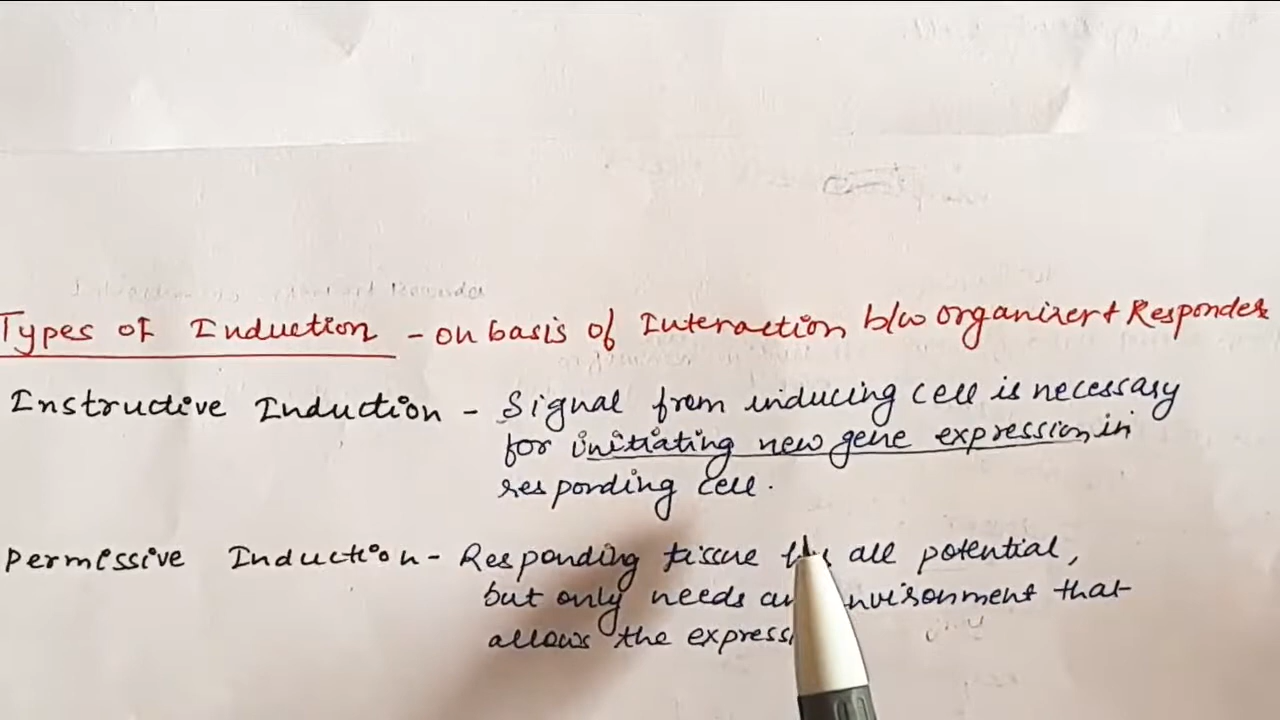 Types of Induction - on basis of Interaction b/w organizer & Responder
Instructive Induction - Signal from inducing cell is necessary
for initiating new gene expression in
responding cell.
Permissive Induction - Responding tissue all potential,
but only needs an environment that
allows the